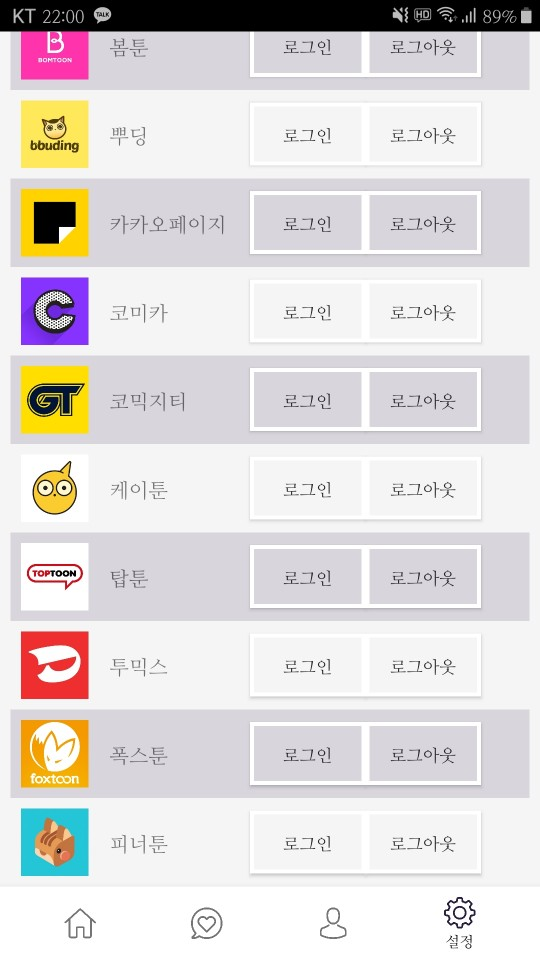 KT 22:00 TALK HD 89%
B
BOMTOON
봄툰 로그인 로그아웃
bbuding
뿌딩 로그인 로그아웃
카카오페이지 로그인 로그아웃
C
코미카 로그인 로그아웃
GT
코믹지티 로그인 로그아웃
케이툰 로그인 로그아웃
TOPTOON
탑툰 로그인 로그아웃
투믹스 로그인 로그아웃
foxtoon
폭스툰 로그인 로그아웃
피너툰 로그인 로그아웃
설정